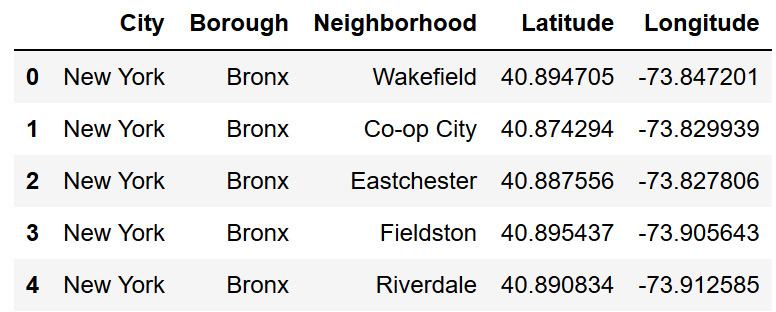 City Borough Neighborhood Latitude Longitude
0 New York Bronx Wakefield 40.894705 -73.847201
1 New York Bronx Co-op City 40.874294 -73.829939
2 New York Bronx Eastchester 40.887556 -73.827806
3 New York Bronx Fieldston 40.895437 -73.905643
4 New York Bronx Riverdale 40.890834 -73.912585